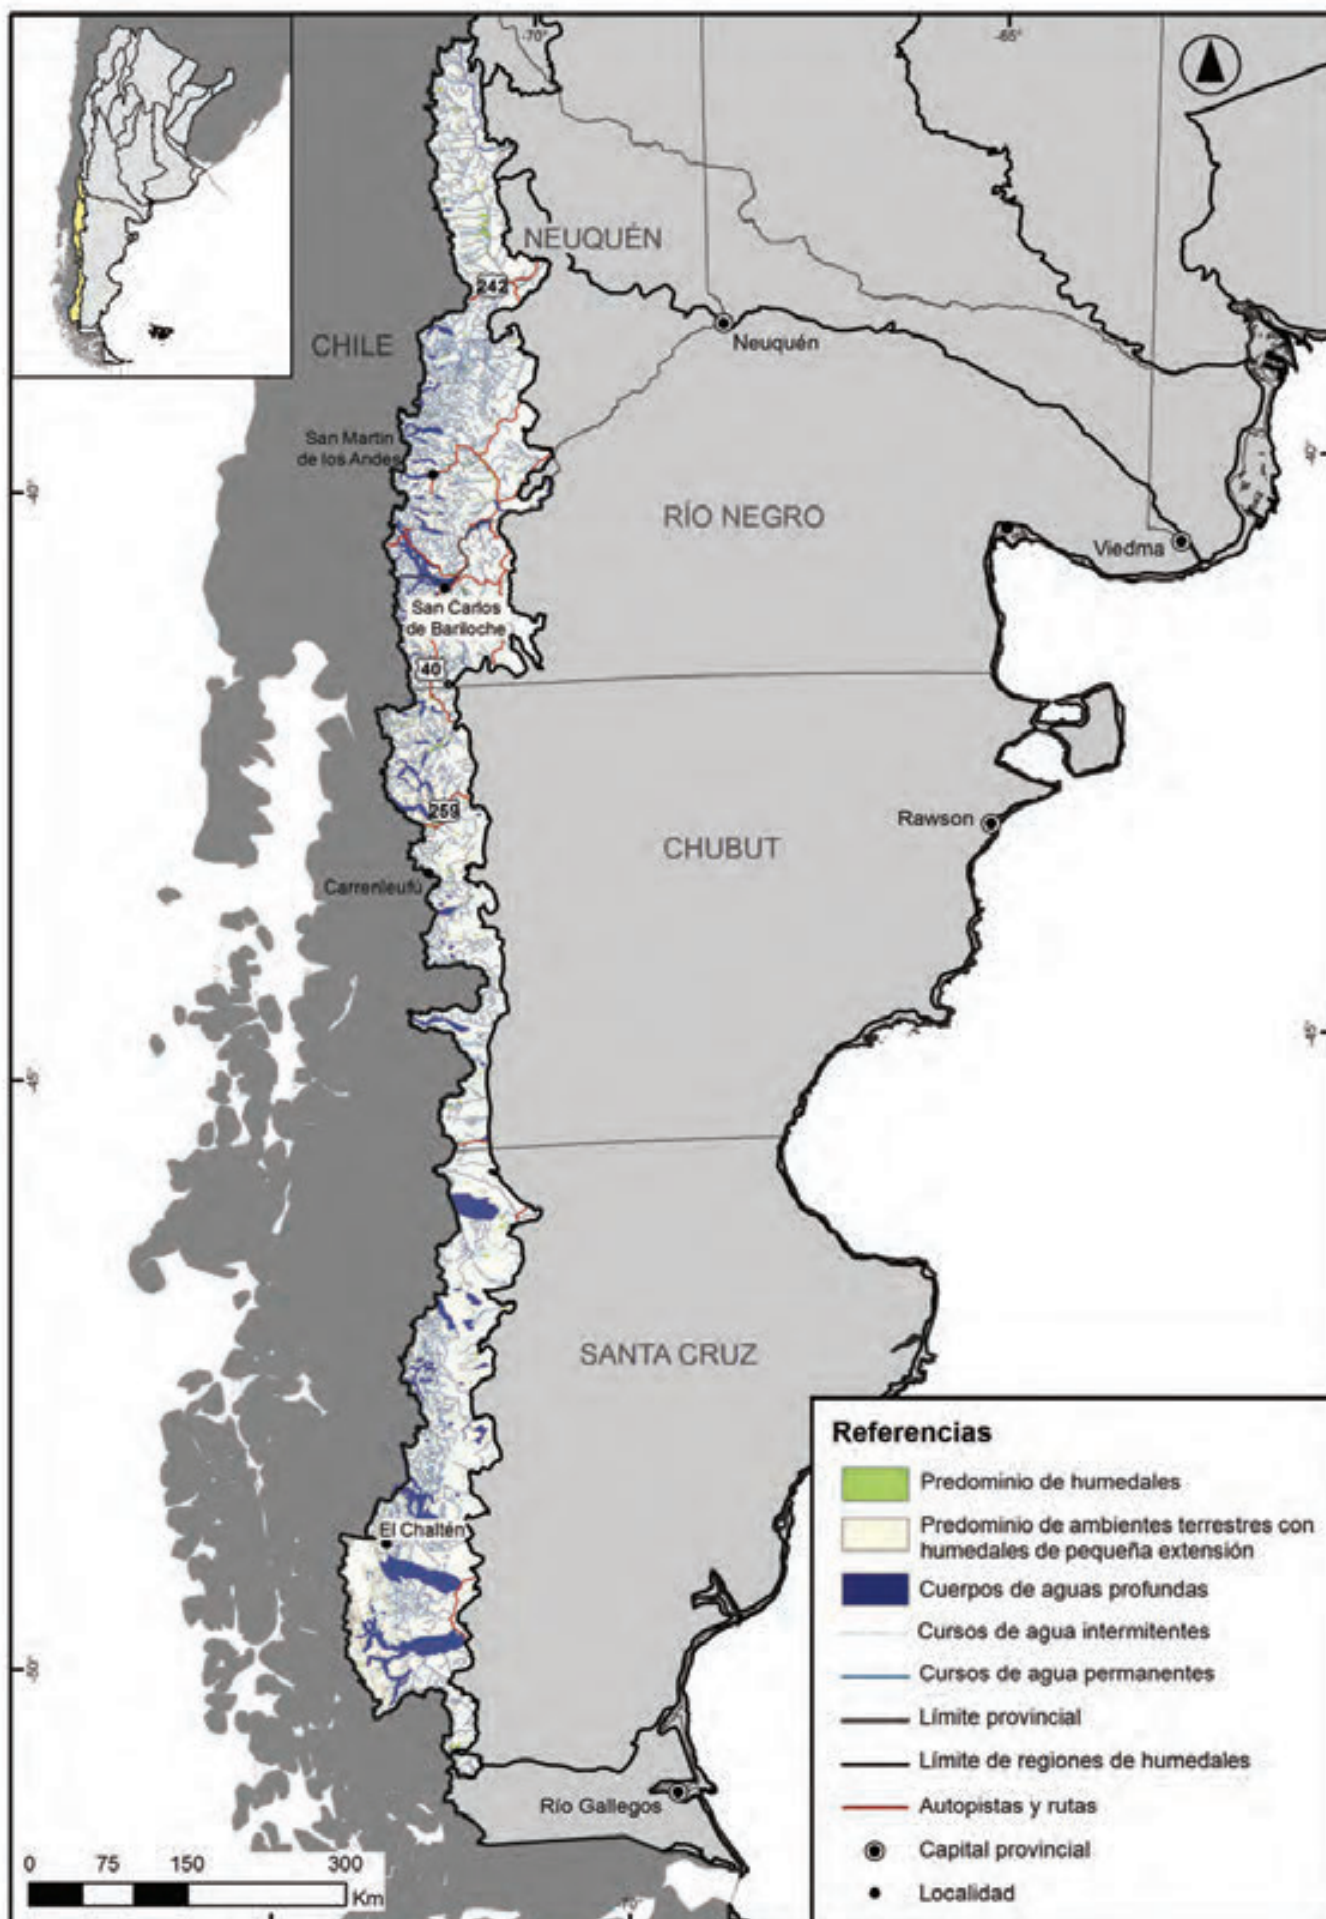 -70°
-65°
NEUQUÉN
242
CHILE
Neuquén
San Martín
de los Andes
-40°
-40°
RÍO NEGRO
Viedma
San Carlos
de Bariloche
40
259
Rawson
CHUBUT
Carrenleufú
-45°
-45°
SANTA CRUZ
El Chaltén
-50°
Río Gallegos
-70°
0 75 150 300
Km
Referencias
Predominio de humedales
Predominio de ambientes terrestres con
humedales de pequeña extensión
Cuerpos de aguas profundas
Cursos de agua intermitentes
Cursos de agua permanentes
Límite provincial
Límite de regiones de humedales
Autopistas y rutas
Capital provincial
Localidad